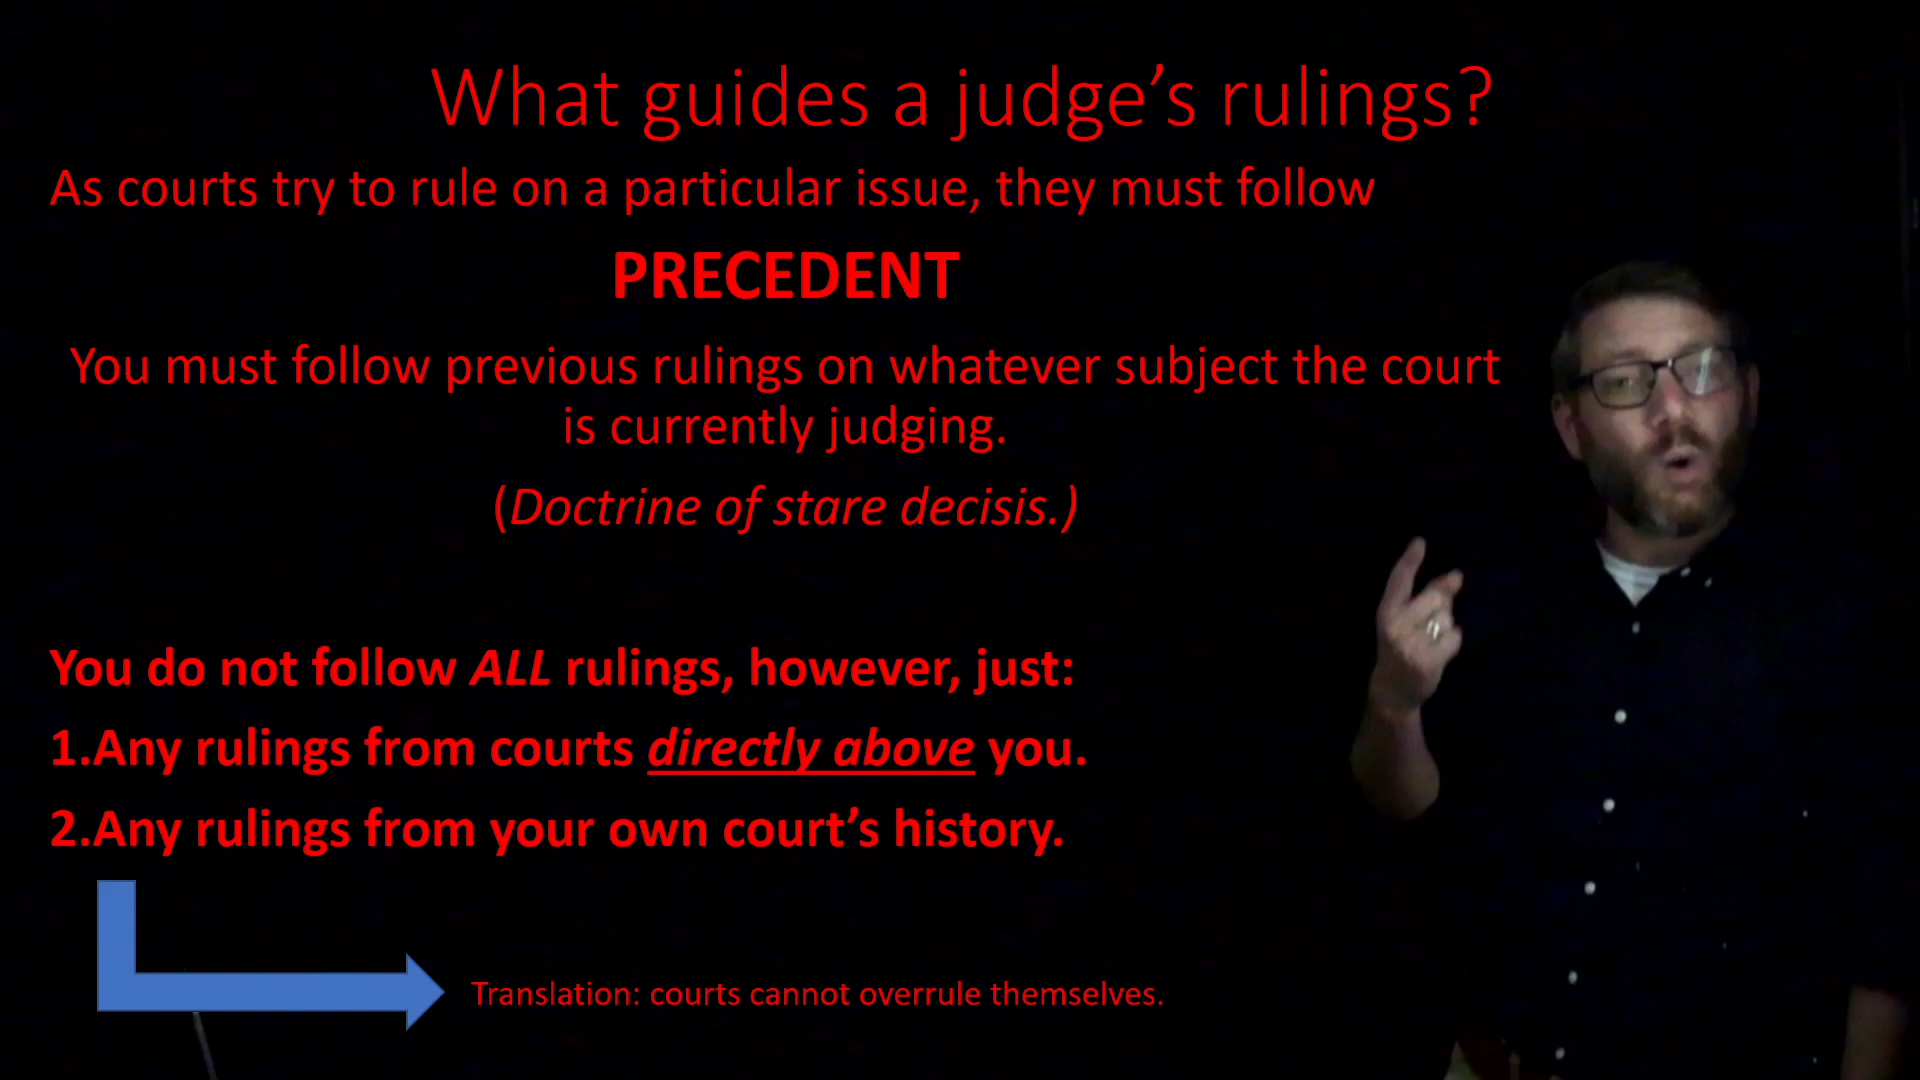 What guides a judge’s rulings?
As courts try to rule on a particular issue, they must follow
PRECEDENT
You must follow previous rulings on whatever subject the court
is currently judging.
(Doctrine of stare decisis.)
You do not follow ALL rulings, however, just:
1.Any rulings from courts directly above you.
2.Any rulings from your own court’s history.
Translation: courts cannot overrule themselves.